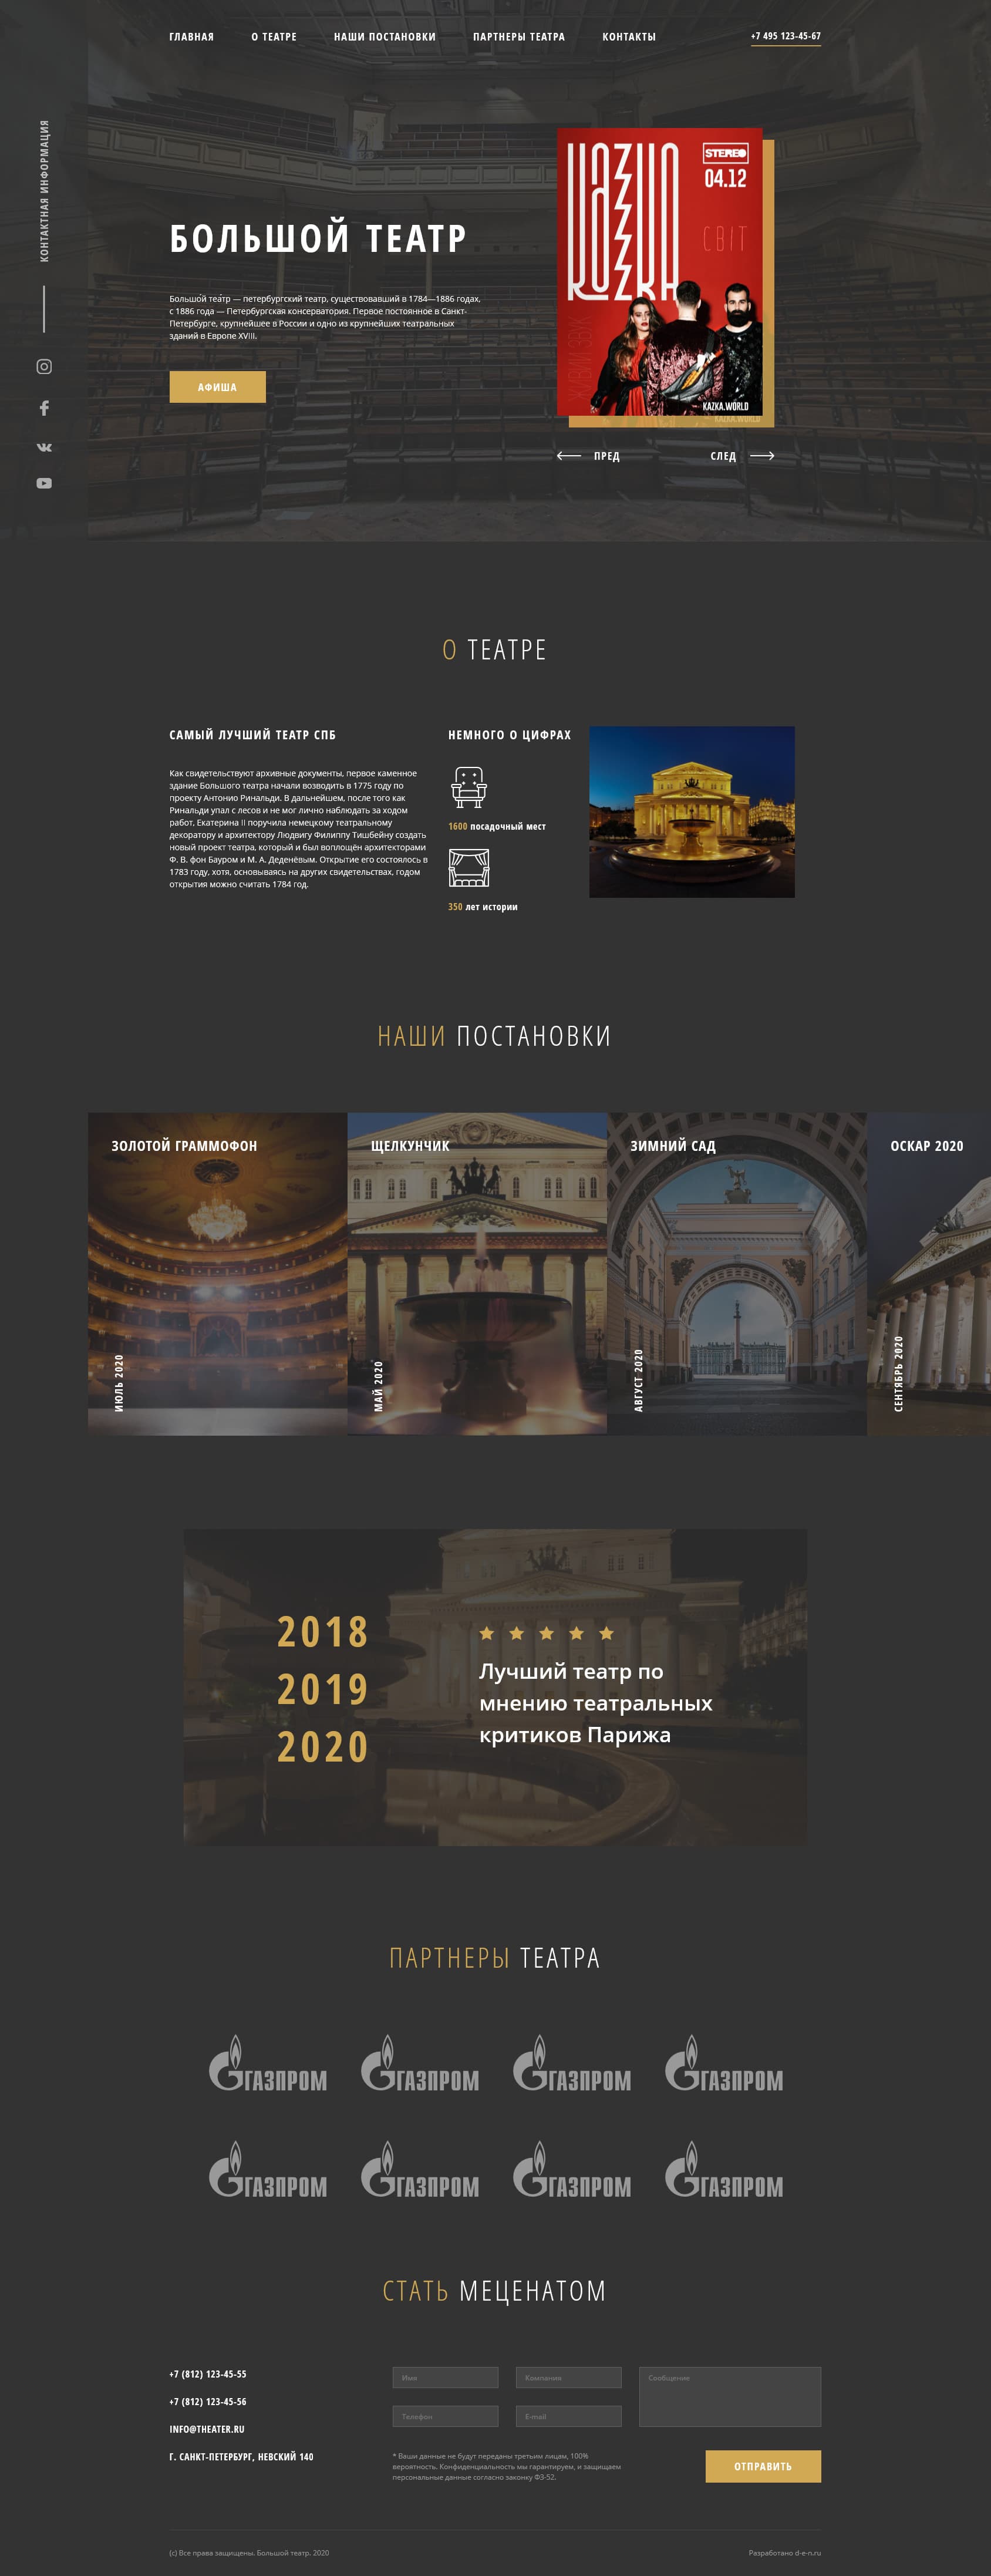 ГЛАВНАЯ
О ТЕАТРЕ
НАШИ ПОСТАНОВКИ
ПАРТНЕРЫ ТЕАТРА
КОНТАКТЫ
+7 495 123-45-67
КОНТАКТНАЯ ИНФОРМАЦИЯ
БОЛЬШОЙ ТЕАТР
Большо́й теа́тр — петербургский театр, существовавший в 1784—1886 годах,
с 1886 года — Петербургская консерватория. Первое постоянное в Санкт-
Петербурге, крупнейшее в России и одно из крупнейших театральных
зданий в Европе XVIII.
АФИША
KAZKA
STEREO
04.12
СВІТ
KAZKA.WORLD
KAZKA.WORLD
ПРЕД
СЛЕД
О ТЕАТРЕ
САМЫЙ ЛУЧШИЙ ТЕАТР СПБ
Как свидетельствуют архивные документы, первое каменное
здание Большого театра начали возводить в 1775 году по
проекту Антонио Ринальди. В дальнейшем, после того как
Ринальди упал с лесов и не мог лично наблюдать за ходом
работ, Екатерина II поручила немецкому театральному
декоратору и архитектору Людвигу Филиппу Тишбейну создать
новый проект театра, который и был воплощён архитекторами
Ф. В. фон Бауром и М. А. Деденёвым. Открытие его состоялось в
1783 году, хотя, основываясь на других свидетельствах, годом
открытия можно считать 1784 год.
НЕМНОГО О ЦИФРАХ
1600 посадочный мест
350 лет истории
НАШИ ПОСТАНОВКИ
ЗОЛОТОЙ ГРАММОФОН
ИЮЛЬ 2020
ЩЕЛКУНЧИК
МАЙ 2020
ЗИМНИЙ САД
АВГУСТ 2020
ОСКАР 2020
СЕНТЯБРЬ 2020
2018
2019
2020
Лучший театр по
мнению театральных
критиков Парижа
ПАРТНЕРЫ ТЕАТРА
ГАЗПРОМ
ГАЗПРОМ
ГАЗПРОМ
ГАЗПРОМ
ГАЗПРОМ
ГАЗПРОМ
ГАЗПРОМ
ГАЗПРОМ
СТАТЬ МЕЦЕНАТОМ
+7 (812) 123-45-55
+7 (812) 123-45-56
INFO@THEATER.RU
Г. САНКТ-ПЕТЕРБУРГ, НЕВСКИЙ 140
Имя
Компания
Сообщение
Телефон
E-mail
* Ваши данные не будут переданы третьим лицам, 100%
вероятность. Конфиденциальность мы гарантируем, и защищаем
персональные данные согласно законку ФЗ-52.
ОТПРАВИТЬ
(c) Все права защищены. Большой театр. 2020
Разработано d-e-n.ru